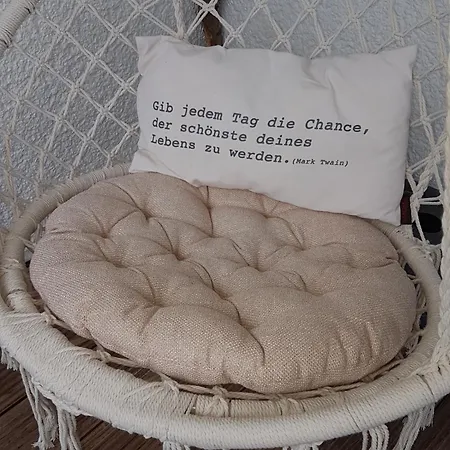 Gib jedem Tag die Chance,
der schönste deines
Lebens zu werden. (Mark Twain)